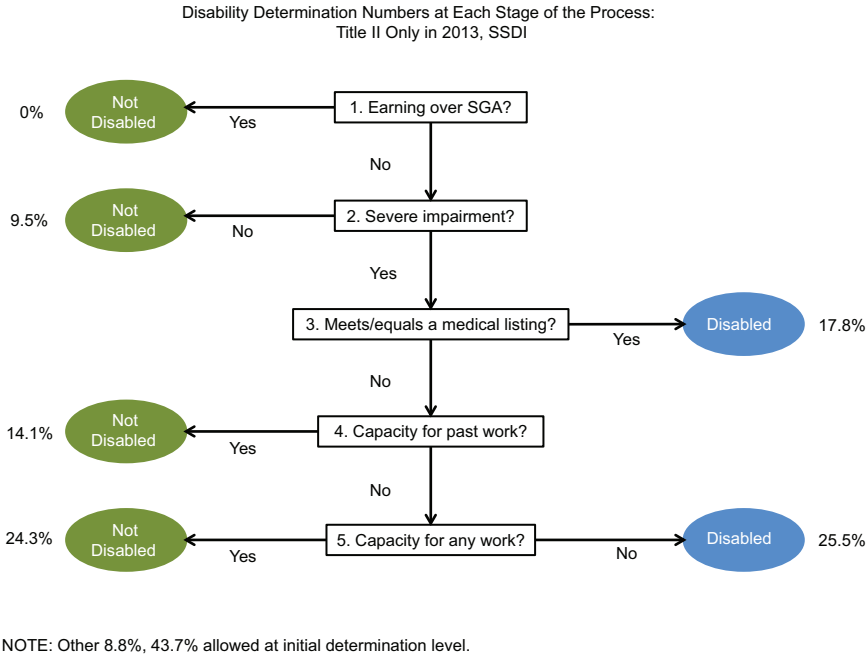 Disability Determination Numbers at Each Stage of the Process:
Title II Only in 2013, SSDI
0%
Not
Disabled
Yes
1. Earning over SGA?
No
9.5%
Not
Disabled
No
2. Severe impairment?
Yes
3. Meets/equals a medical listing?
Yes
Disabled
17.8%
No
14.1%
Not
Disabled
Yes
4. Capacity for past work?
No
24.3%
Not
Disabled
Yes
5. Capacity for any work?
No
Disabled
25.5%
NOTE: Other 8.8%, 43.7% allowed at initial determination level.